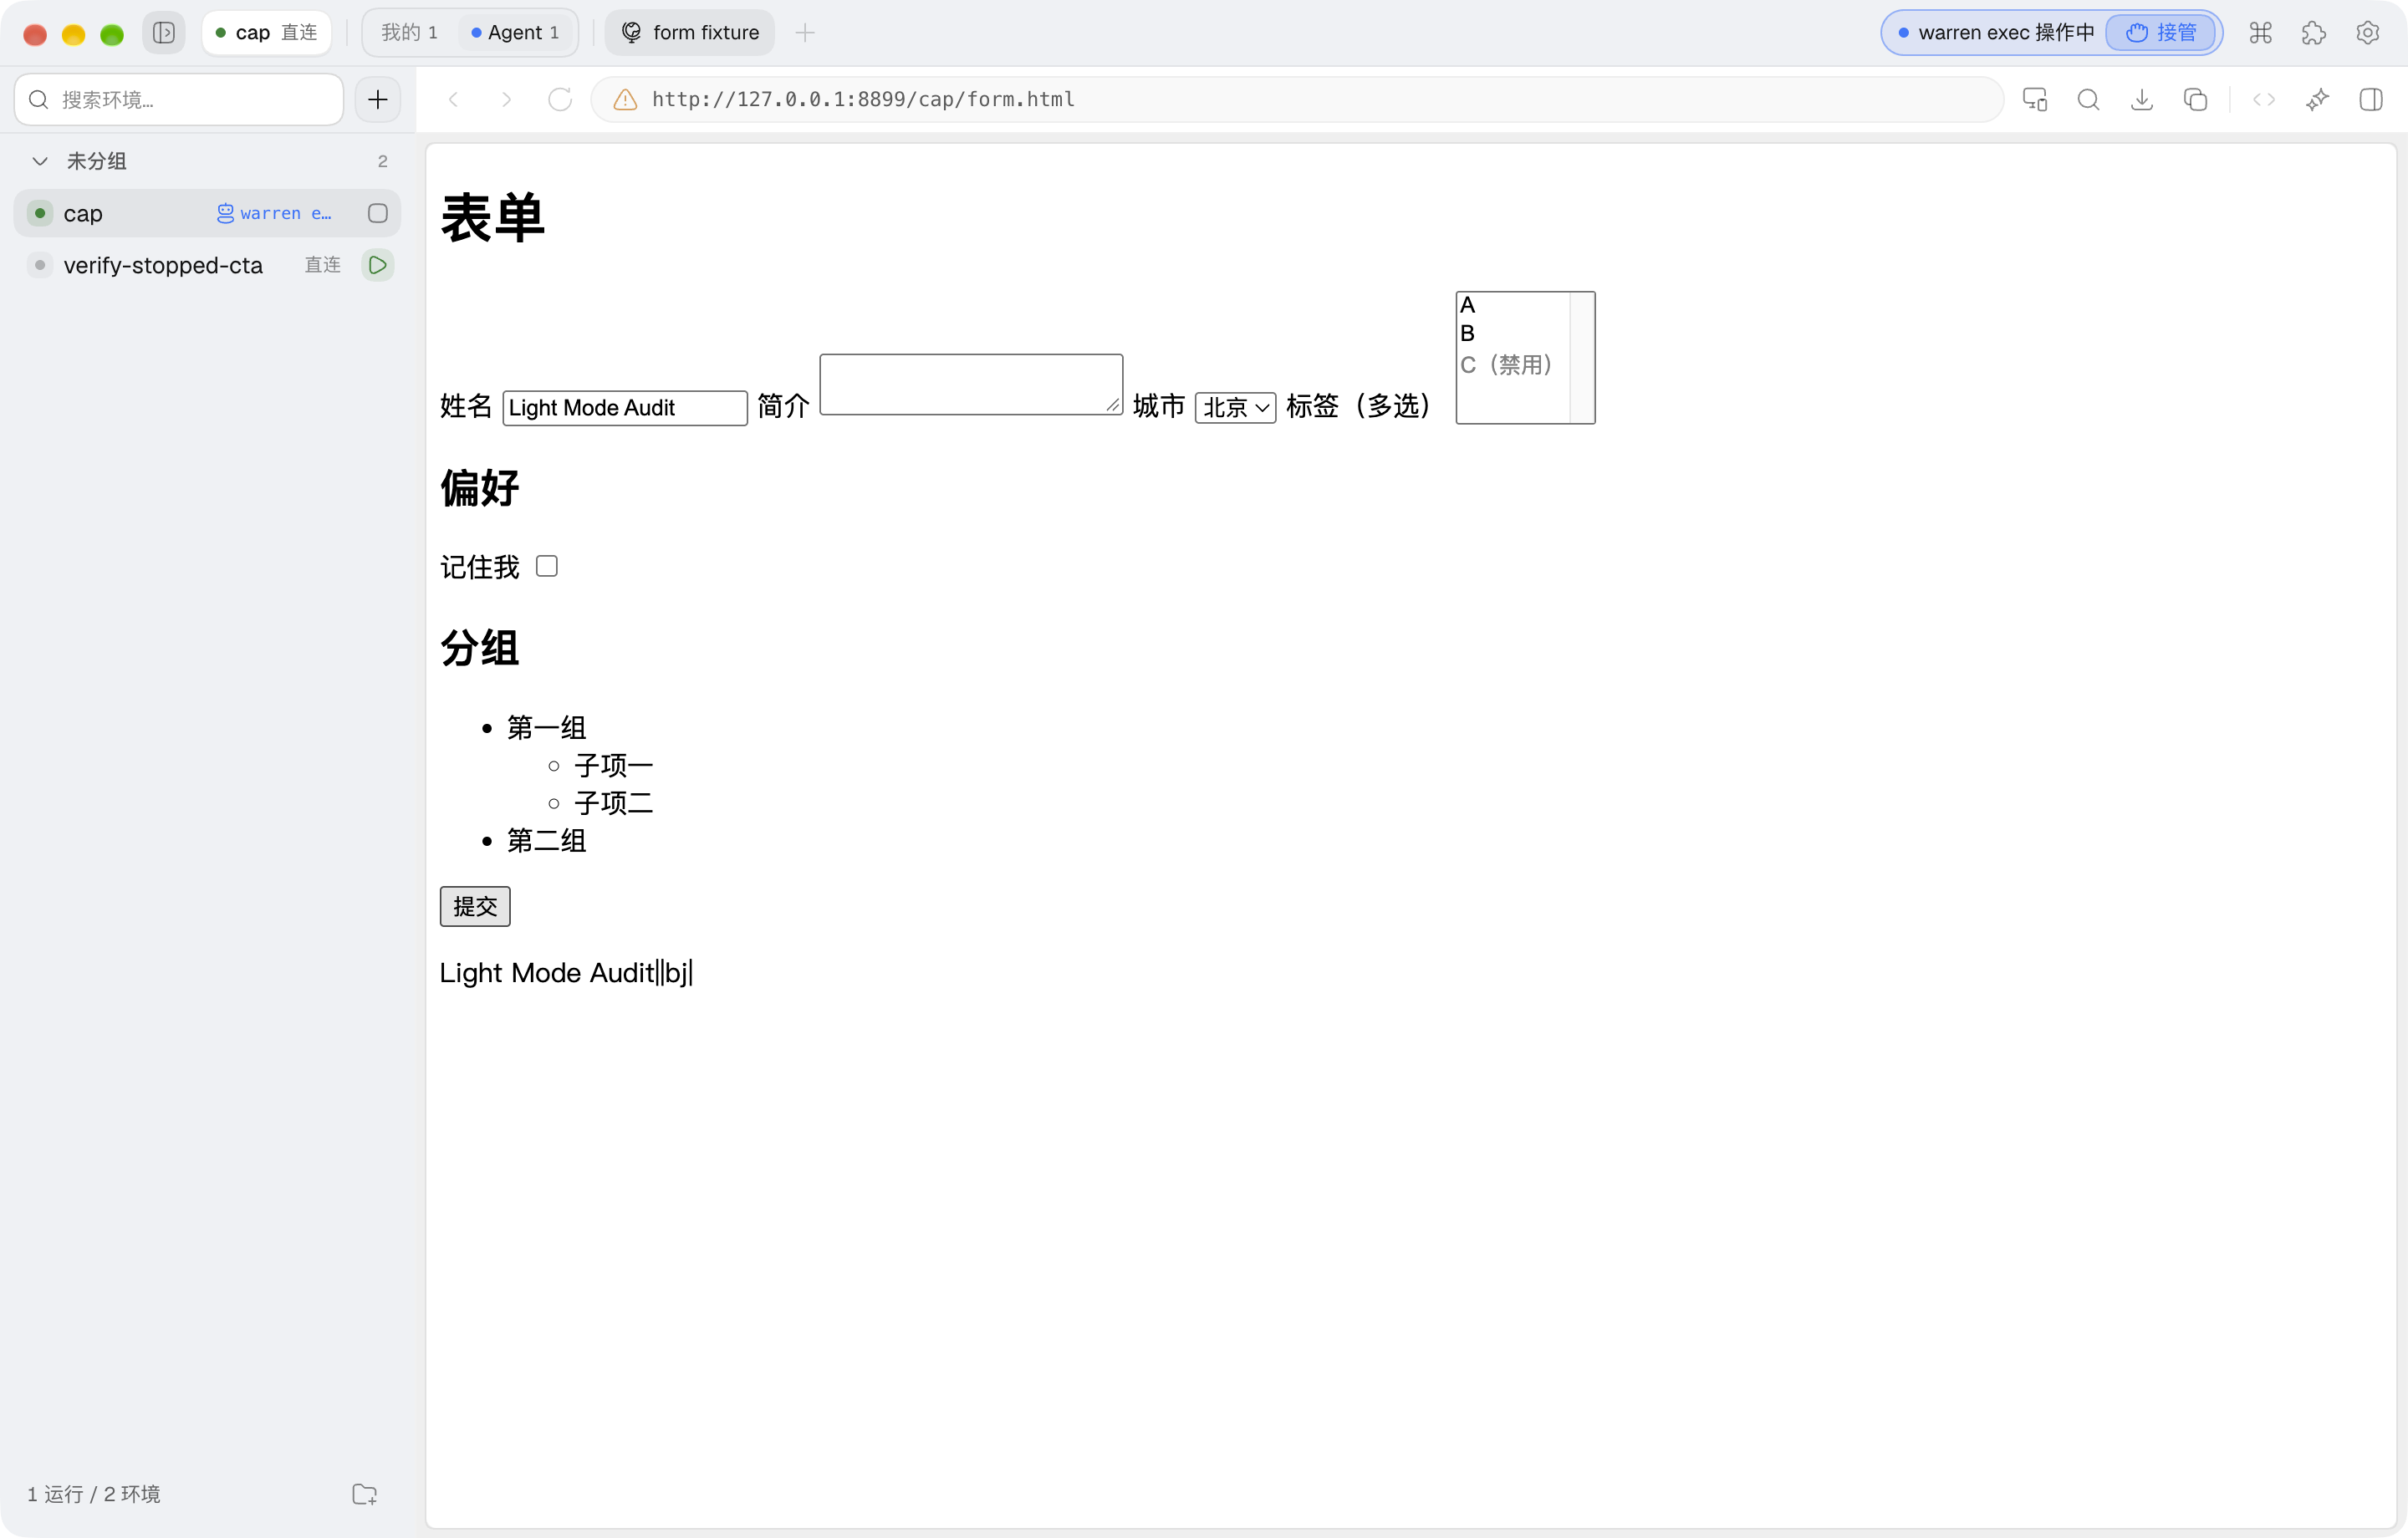 cap 直连 我的 1 Agent 1 form fixture warren exec 操作中 接管
搜索环境... http://127.0.0.1:8899/cap/form.html
未分组 2
cap warren e...
verify-stopped-cta 直连
表单
A
B
C（禁用）
姓名 Light Mode Audit 简介 城市 北京 标签（多选）
偏好
记住我
分组
第一组
子项一
子项二
第二组
提交
Light Mode Audit||bj|
1 运行 / 2 环境